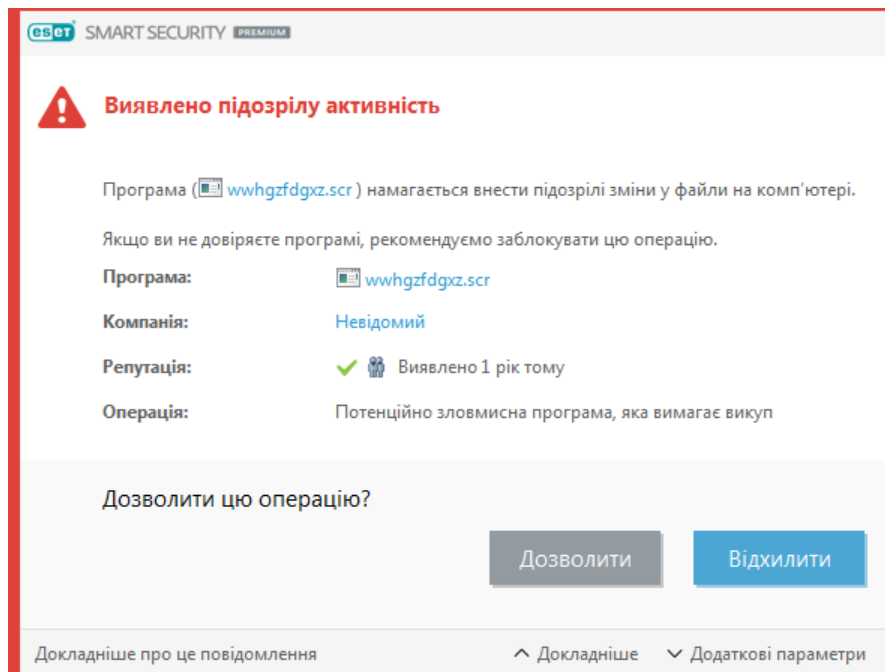 eset SMART SECURITY PREMIUM
Виявлено підозрілу активність
Програма ( wwhgzfdgxz.scr ) намагається внести підозрілі зміни у файли на комп'ютері.
Якщо ви не довіряєте програмі, рекомендуємо заблокувати цю операцію.
Програма: wwhgzfdgxz.scr
Компанія: Невідомий
Репутація: Виявлено 1 рік тому
Операція: Потенційно зловмисна програма, яка вимагає викуп
Дозволити цю операцію?
Дозволити Відхилити
Докладніше про це повідомлення Докладніше Додаткові параметри